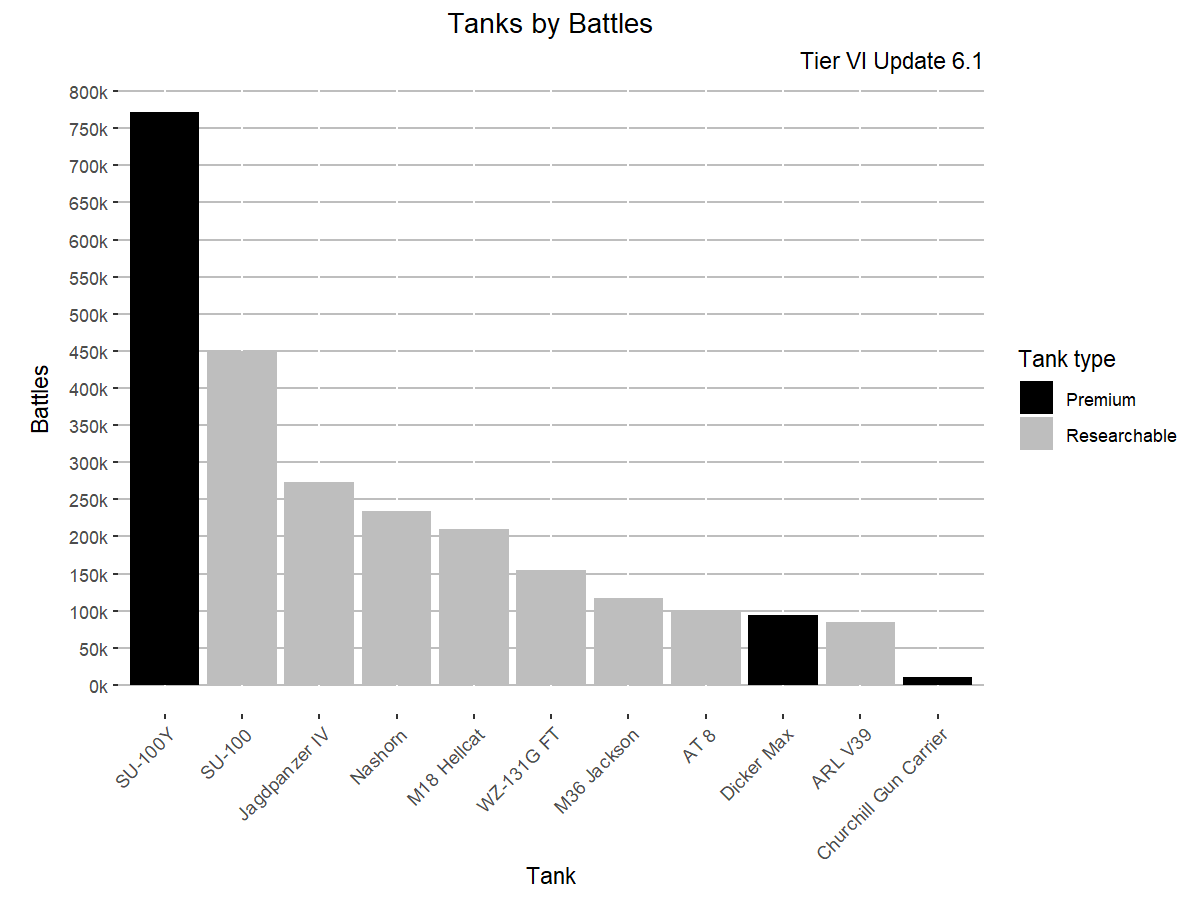 Tanks by Battles
Tier VI Update 6.1
800k
750k
700k
650k
600k
550k
500k
450k
400k
350k
300k
250k
200k
150k
100k
50k
0k
Battles
SU-100Y
SU-100
Jagdpanzer IV
Nashorn
M18 Hellcat
WZ-131G FT
M36 Jackson
AT 8
Dicker Max
ARL V39
Churchill Gun Carrier
Tank
Tank type
Premium
Researchable